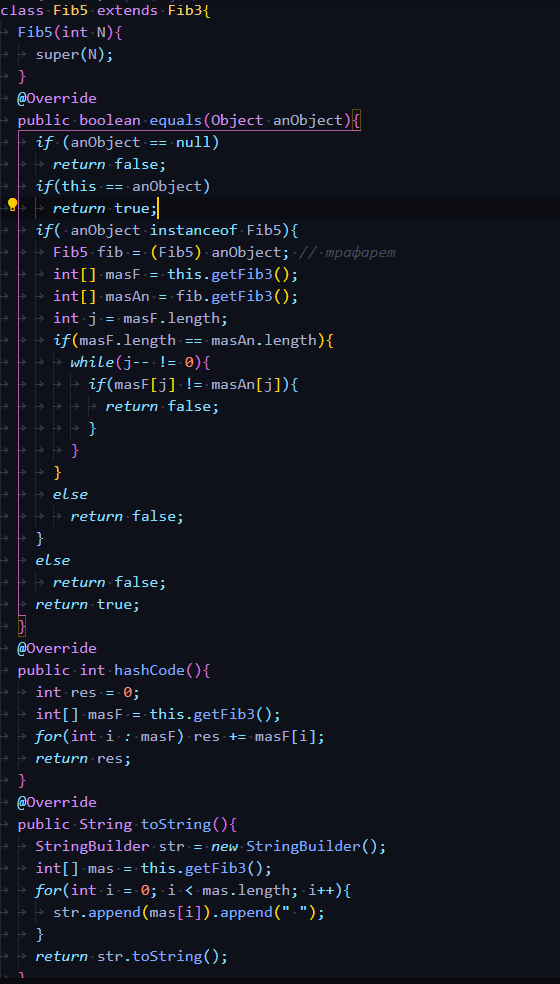 class Fib5 extends Fib3{
Fib5(int N){
super(N);
}
@Override
public boolean equals(Object anObject){
if (anObject == null)
return false;
if(this == anObject)
return true;
if( anObject instanceof Fib5){
Fib5 fib = (Fib5) anObject; // трафарет
int[] masF = this.getFib3();
int[] masAn = fib.getFib3();
int j = masF.length;
if(masF.length == masAn.length){
while(j-- != 0){
if(masF[j] != masAn[j]){
return false;
}
}
}
else
return false;
}
else
return false;
return true;
}
@Override
public int hashCode(){
int res = 0;
int[] masF = this.getFib3();
for(int i : masF) res += masF[i];
return res;
}
@Override
public String toString(){
StringBuilder str = new StringBuilder();
int[] mas = this.getFib3();
for(int i = 0; i < mas.length; i++){
str.append(mas[i]).append(" ");
}
return str.toString();
}